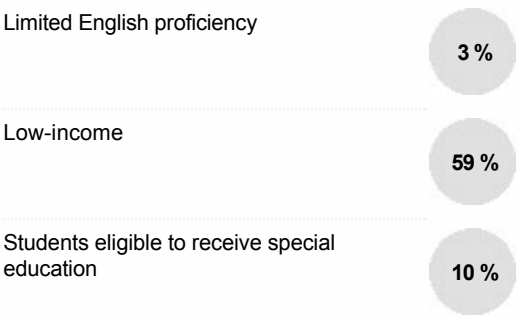 Limited English proficiency
3 %
Low-income
59 %
Students eligible to receive special
education
10 %